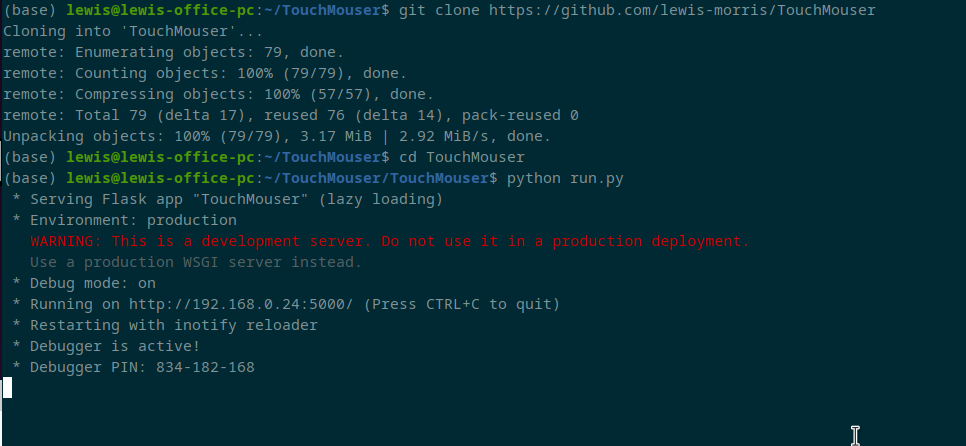 (base) lewis@lewis-office-pc:~/TouchMouser$ git clone https://github.com/lewis-morris/TouchMouser
Cloning into 'TouchMouser'...
remote: Enumerating objects: 79, done.
remote: Counting objects: 100% (79/79), done.
remote: Compressing objects: 100% (57/57), done.
remote: Total 79 (delta 17), reused 76 (delta 14), pack-reused 0
Unpacking objects: 100% (79/79), 3.17 MiB | 2.92 MiB/s, done.
(base) lewis@lewis-office-pc:~/TouchMouser$ cd TouchMouser
(base) lewis@lewis-office-pc:~/TouchMouser/TouchMouser$ python run.py
 * Serving Flask app "TouchMouser" (lazy loading)
 * Environment: production
   WARNING: This is a development server. Do not use it in a production deployment.
   Use a production WSGI server instead.
 * Debug mode: on
 * Running on http://192.168.0.24:5000/ (Press CTRL+C to quit)
 * Restarting with inotify reloader
 * Debugger is active!
 * Debugger PIN: 834-182-168